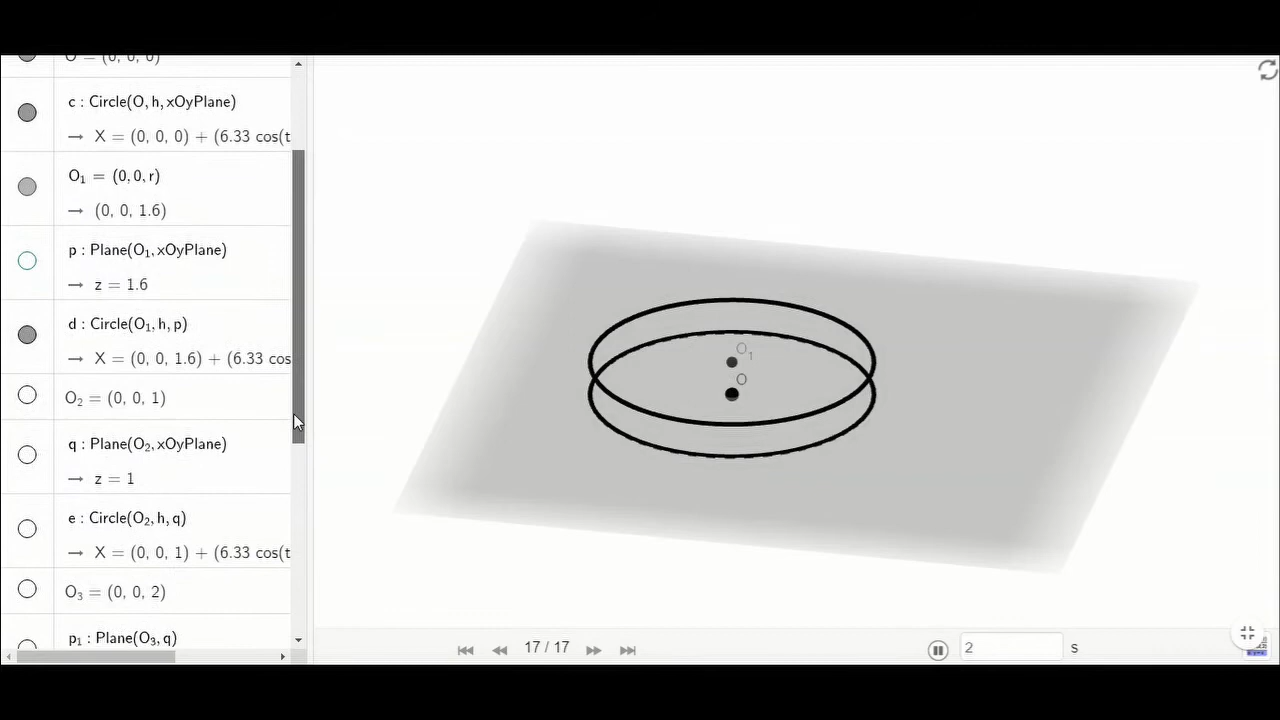 O = (0, 0, 0)
c : Circle(O, h, xOyPlane)
→ X = (0, 0, 0) + (6.33 cos(t
O₁ = (0, 0, r)
→ (0, 0, 1.6)
p : Plane(O₁, xOyPlane)
→ z = 1.6
d : Circle(O₁, h, p)
→ X = (0, 0, 1.6) + (6.33 cos
O₂ = (0, 0, 1)
q : Plane(O₂, xOyPlane)
→ z = 1
e : Circle(O₂, h, q)
→ X = (0, 0, 1) + (6.33 cos(t
O₃ = (0, 0, 2)
p₁ : Plane(O₃, q)
O₁
O
17 / 17
2 s